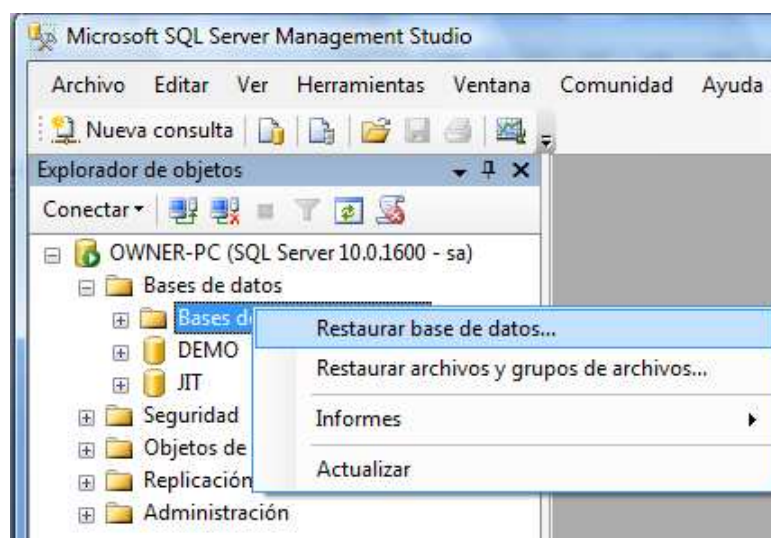 Microsoft SQL Server Management Studio
Archivo Editar Ver Herramientas Ventana Comunidad Ayuda
Nueva consulta
Explorador de objetos
Conectar
OWNER-PC (SQL Server 10.0.1600 - sa)
Bases de datos
Bases d
Restaurar base de datos...
DEMO
Restaurar archivos y grupos de archivos...
JIT
Seguridad
Informes
Objetos de
Replicación
Actualizar
Administración